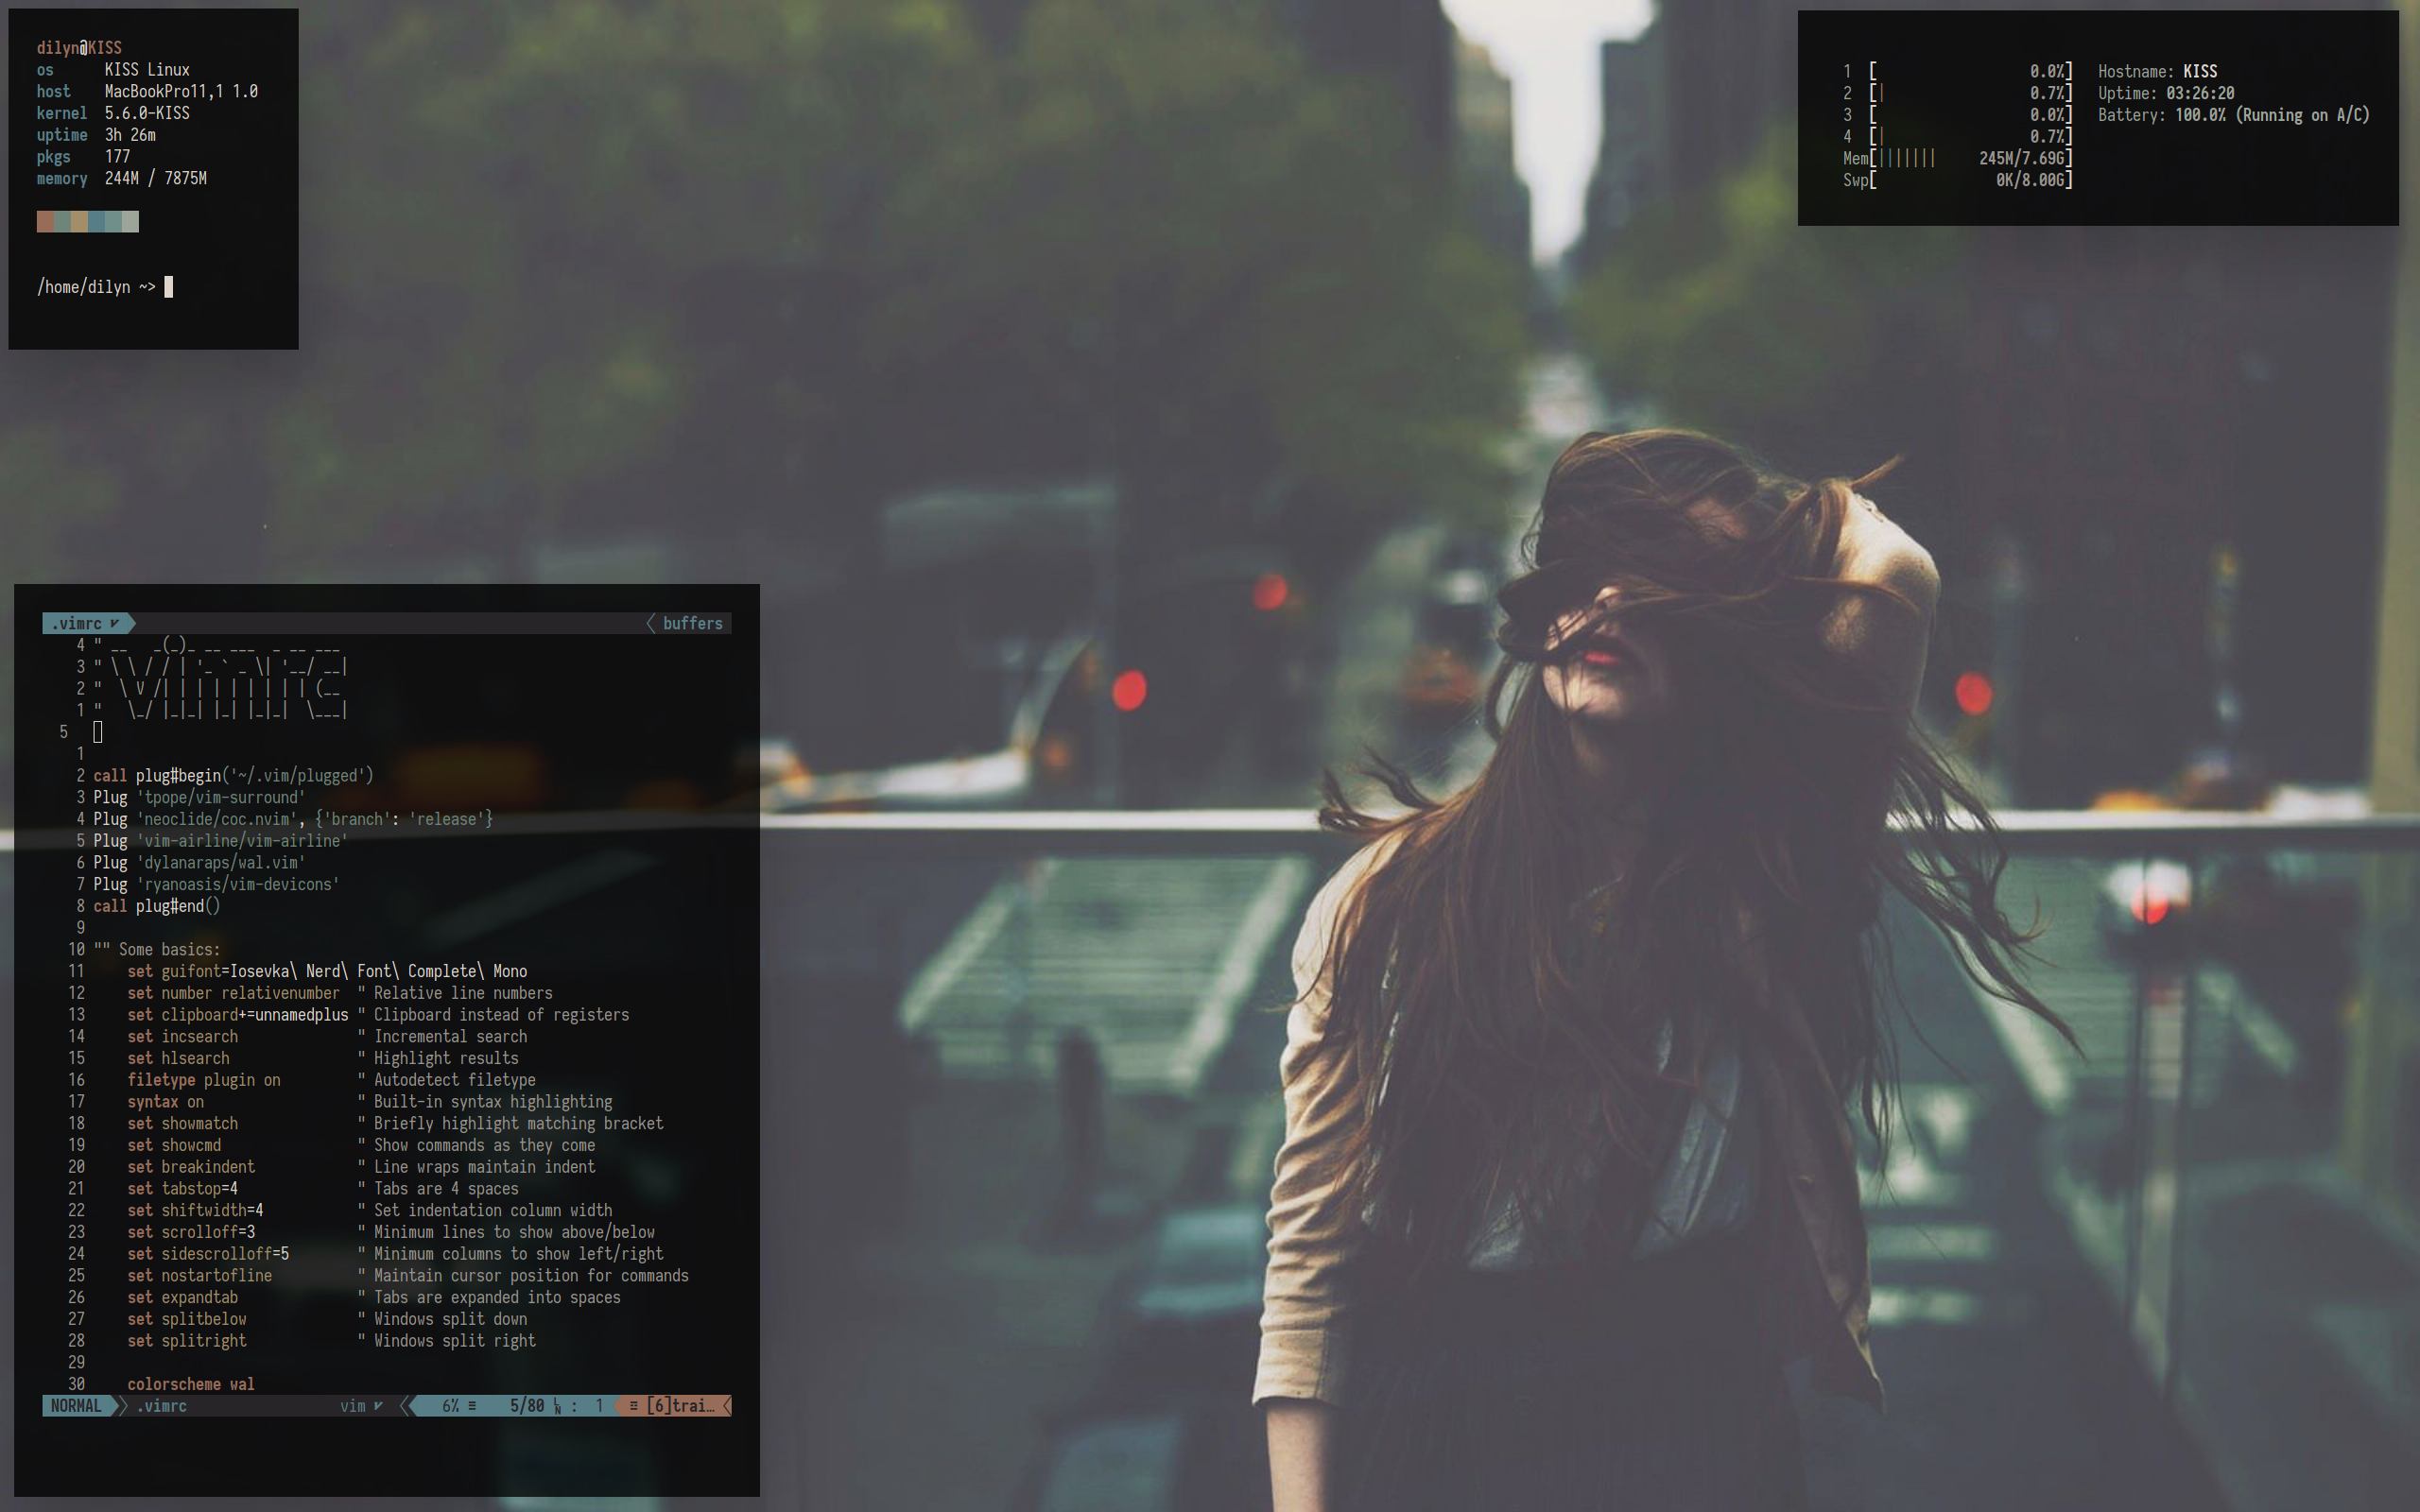 dilyn@KISS
os KISS Linux
host MacBookPro11,1 1.0
kernel 5.6.0-KISS
uptime 3h 26m
pkgs 177
memory 244M / 7875M
/home/dilyn ~>
1 [ 0.0%] Hostname: KISS
2 [| 0.7%] Uptime: 03:26:20
3 [ 0.0%] Battery: 100.0% (Running on A/C)
4 [| 0.7%]
Mem[||||||| 245M/7.69G]
Swp[ 0K/8.00G]
.vimrc buffers
4 " __   _(_)_ __ ___  _ __ ___
3 " \ \ / / | '_ ` _ \| '__/ __|
2 "  \ V /| | | | | | | | | (__
1 "   \_/ |_|_| |_| |_|_|  \___|
5
1
2 call plug#begin('~/.vim/plugged')
3 Plug 'tpope/vim-surround'
4 Plug 'neoclide/coc.nvim', {'branch': 'release'}
5 Plug 'vim-airline/vim-airline'
6 Plug 'dylanaraps/wal.vim'
7 Plug 'ryanoasis/vim-devicons'
8 call plug#end()
9
10 "" Some basics:
11 set guifont=Iosevka\ Nerd\ Font\ Complete\ Mono
12 set number relativenumber " Relative line numbers
13 set clipboard+=unnamedplus " Clipboard instead of registers
14 set incsearch " Incremental search
15 set hlsearch " Highlight results
16 filetype plugin on " Autodetect filetype
17 syntax on " Built-in syntax highlighting
18 set showmatch " Briefly highlight matching bracket
19 set showcmd " Show commands as they come
20 set breakindent " Line wraps maintain indent
21 set tabstop=4 " Tabs are 4 spaces
22 set shiftwidth=4 " Set indentation column width
23 set scrolloff=3 " Minimum lines to show above/below
24 set sidescrolloff=5 " Minimum columns to show left/right
25 set nostartofline " Maintain cursor position for commands
26 set expandtab " Tabs are expanded into spaces
27 set splitbelow " Windows split down
28 set splitright " Windows split right
29
30 colorscheme wal
NORMAL .vimrc vim 6% ≡ 5/80 ㏑ : 1 Ξ [6]trai…